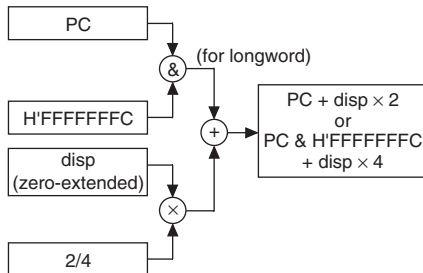 PC
&
(for longword)
H'FFFFFFFC
+
PC + disp × 2
or
PC & H'FFFFFFFC
+ disp × 4
disp
(zero-extended)
×
2/4